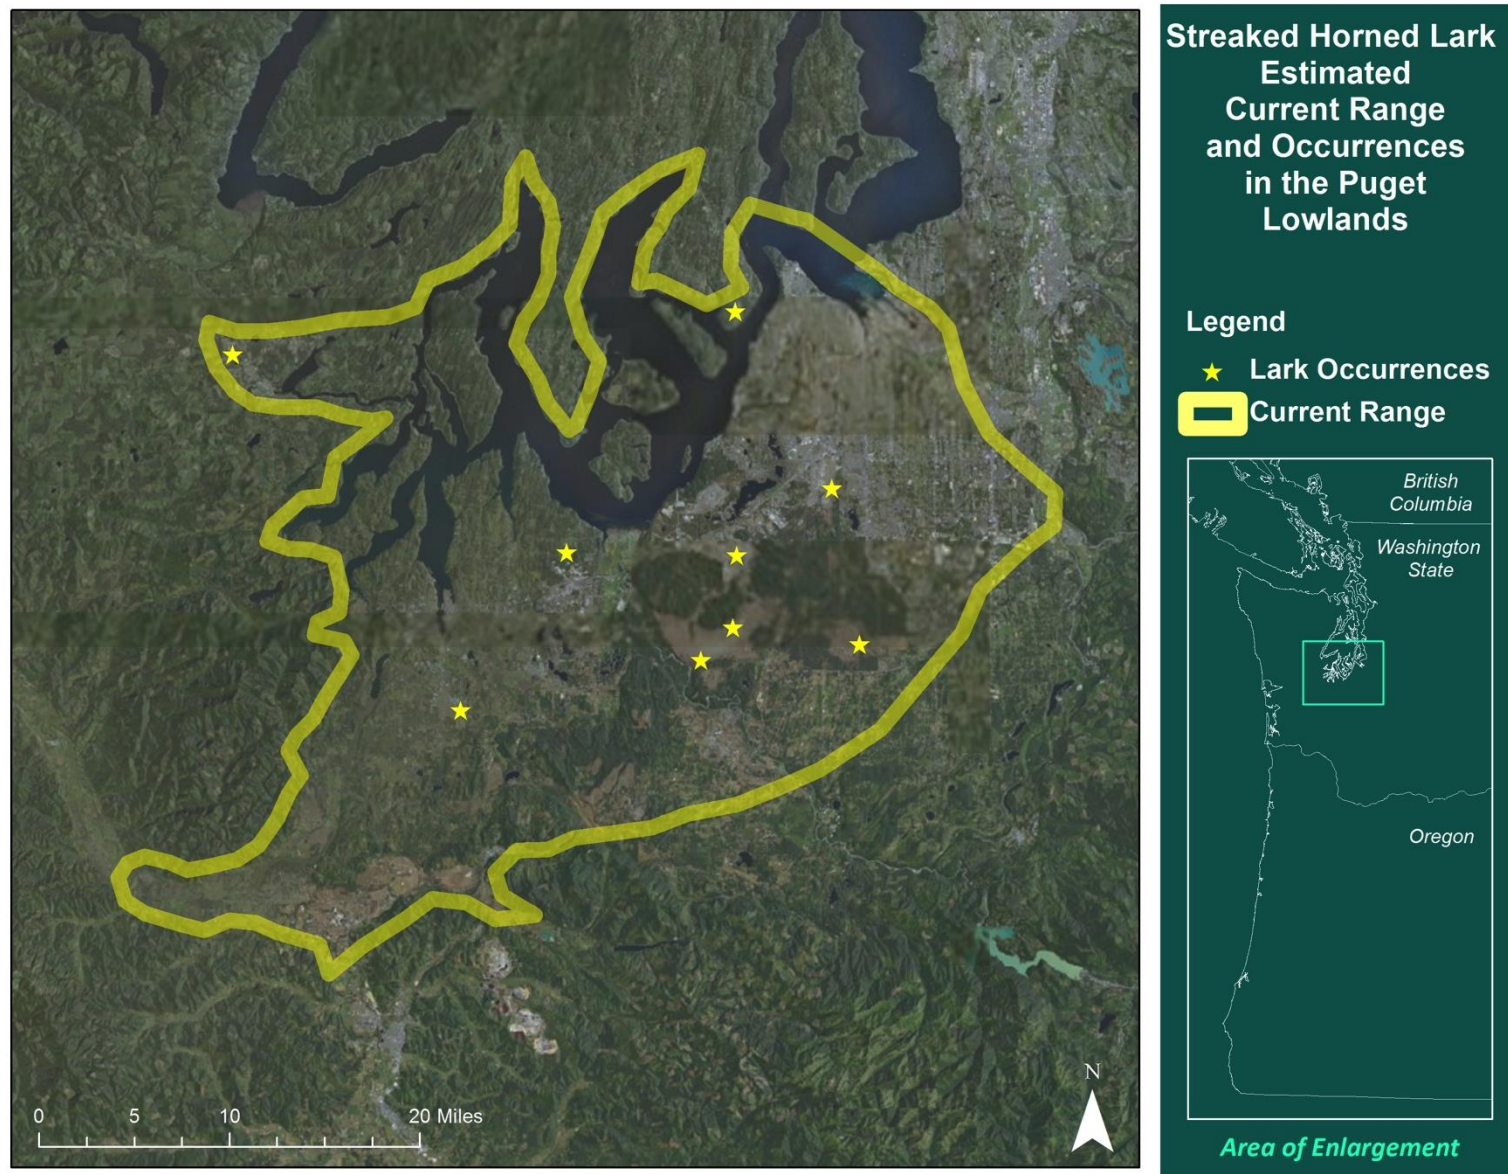 Streaked Horned Lark
Estimated
Current Range
and Occurrences
in the Puget
Lowlands
Legend
Lark Occurrences
Current Range
British
Columbia
Washington
State
Oregon
Area of Enlargement
N
0 5 10 20 Miles